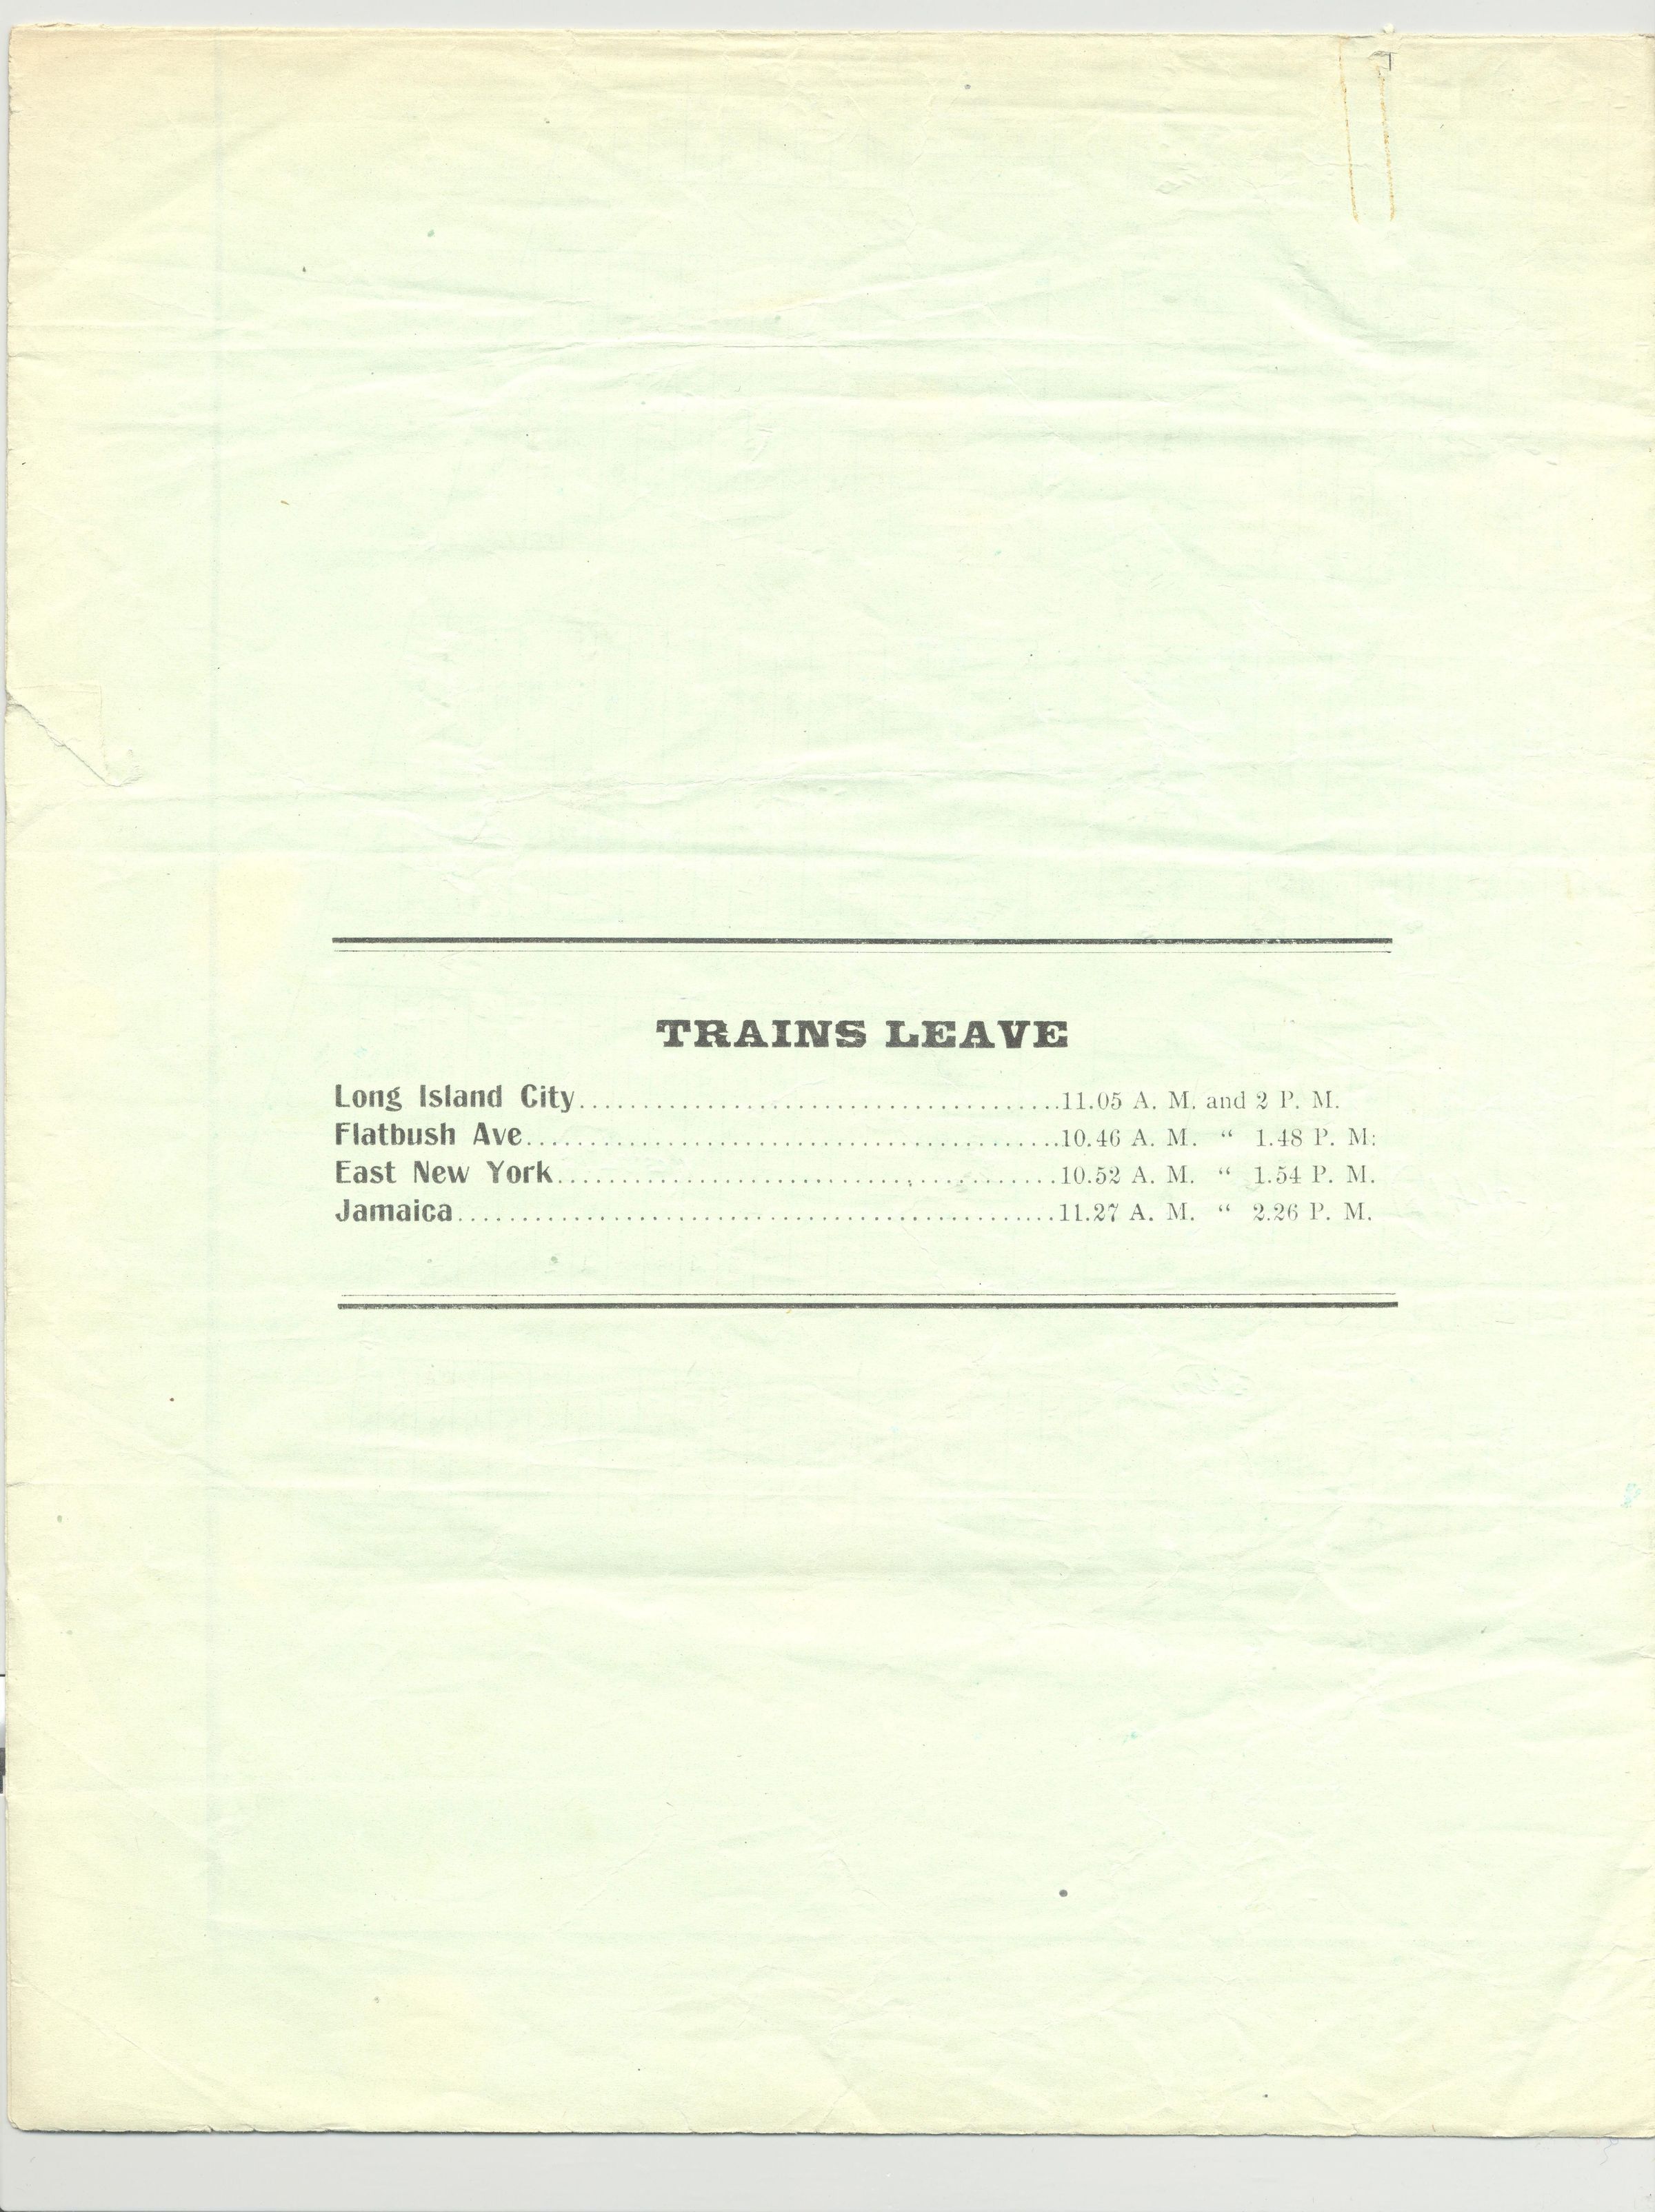 TRAINS LEAVE
Long Island City......................................11.05 A. M. and 2 P. M.
Flatbush Ave..........................................10.46 A. M. “ 1.48 P. M:
East New York.......................................10.52 A. M. “ 1.54 P. M.
Jamaica...............................................11.27 A. M. “ 2.26 P. M.